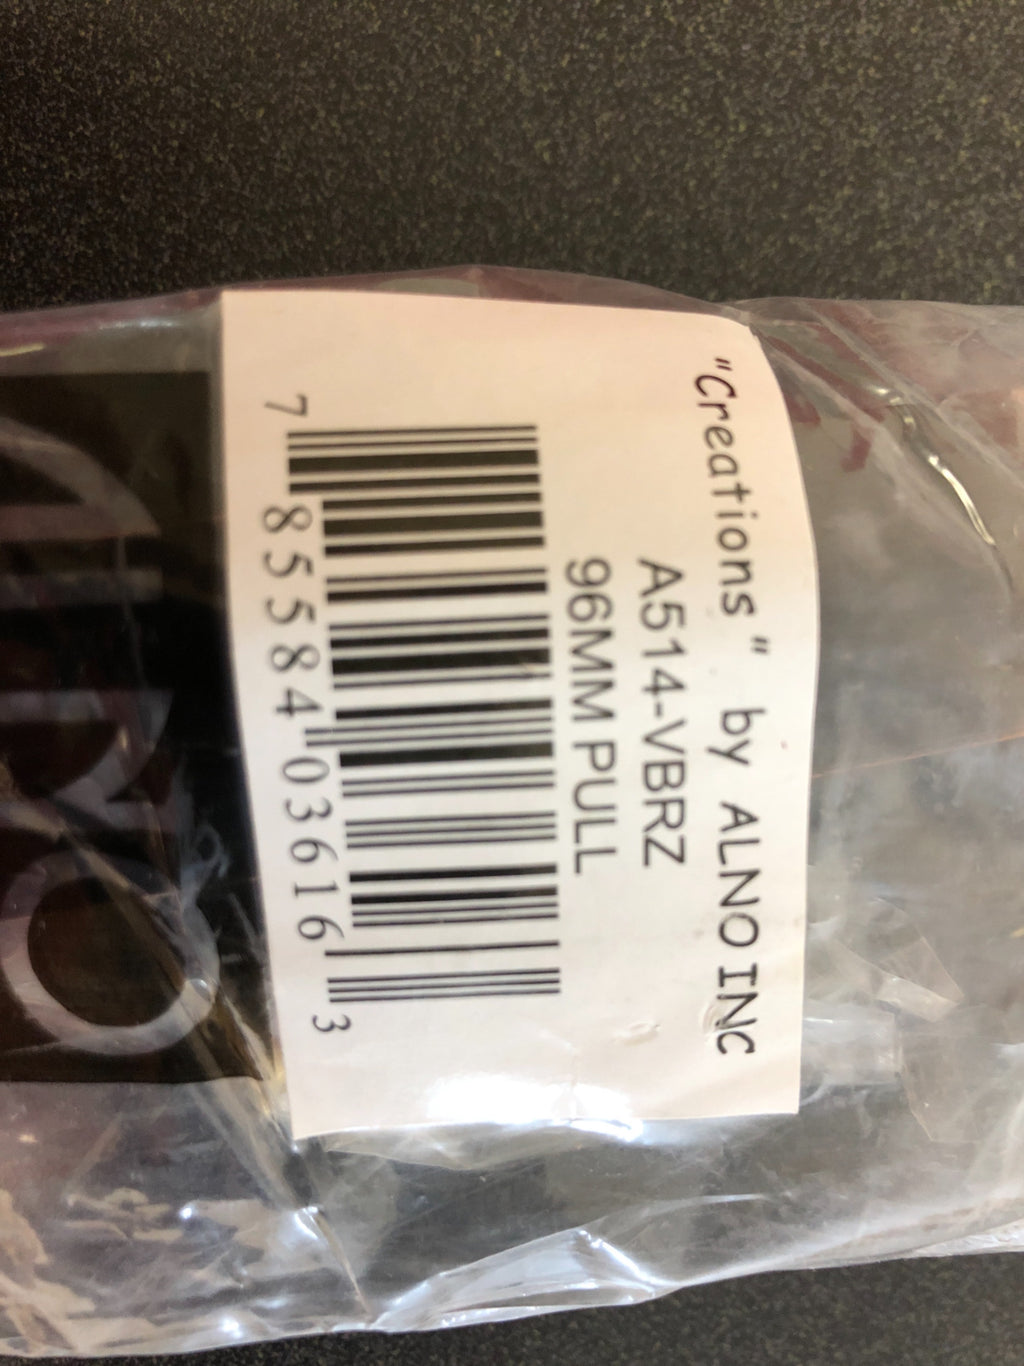 "Creations" by ALNO INC
A514-VBRZ
96MM PULL
7 85584 03616 3